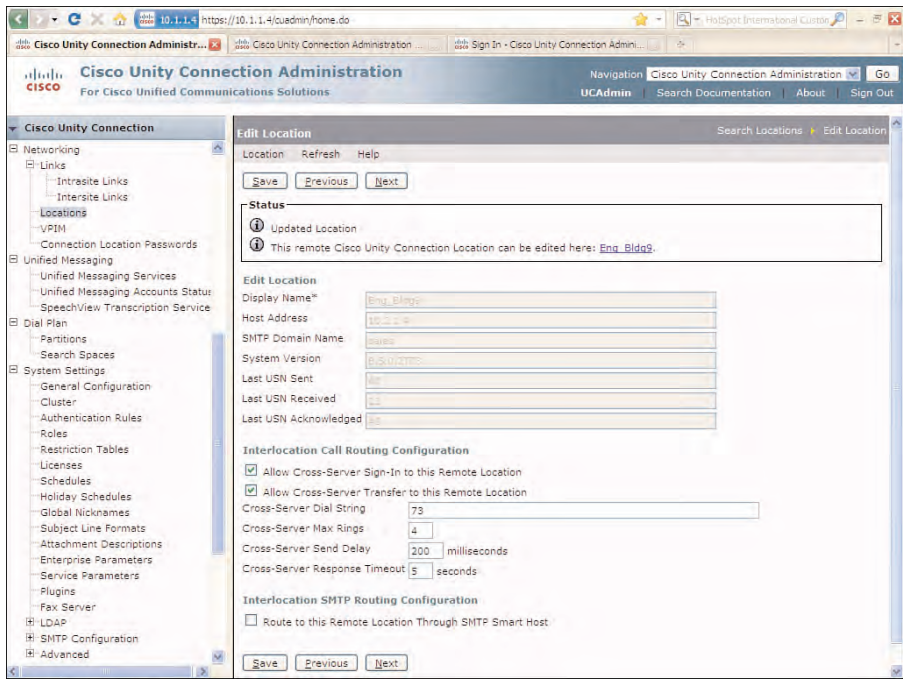 10.1.1.4 https://10.1.1.4/cuadmin/home.do
HotSpot International Custon
Cisco Unity Connection Administr...
Cisco Unity Connection Administration ...
Sign In - Cisco Unity Connection Admini...
cisco
Cisco Unity Connection Administration
For Cisco Unified Communications Solutions
Navigation Cisco Unity Connection Administration Go
UCAdmin Search Documentation About Sign Out
Cisco Unity Connection
Networking
Links
Intrasite Links
Intersite Links
Locations
VPIM
Connection Location Passwords
Unified Messaging
Unified Messaging Services
Unified Messaging Accounts Status
SpeechView Transcription Service
Dial Plan
Partitions
Search Spaces
System Settings
General Configuration
Cluster
Authentication Rules
Roles
Restriction Tables
Licenses
Schedules
Holiday Schedules
Global Nicknames
Subject Line Formats
Attachment Descriptions
Enterprise Parameters
Service Parameters
Plugins
Fax Server
LDAP
SMTP Configuration
Advanced
Edit Location
Search Locations Edit Location
Location Refresh Help
Save Previous Next
Status
Updated Location
This remote Cisco Unity Connection Location can be edited here: Eng_Bldg9.
Edit Location
Display Name* Eng_Bldg9
Host Address 10.1.1.4
SMTP Domain Name
System Version
Last USN Sent
Last USN Received
Last USN Acknowledged
Interlocation Call Routing Configuration
Allow Cross-Server Sign-In to this Remote Location
Allow Cross-Server Transfer to this Remote Location
Cross-Server Dial String 73
Cross-Server Max Rings 4
Cross-Server Send Delay 200 milliseconds
Cross-Server Response Timeout 5 seconds
Interlocation SMTP Routing Configuration
Route to this Remote Location Through SMTP Smart Host
Save Previous Next